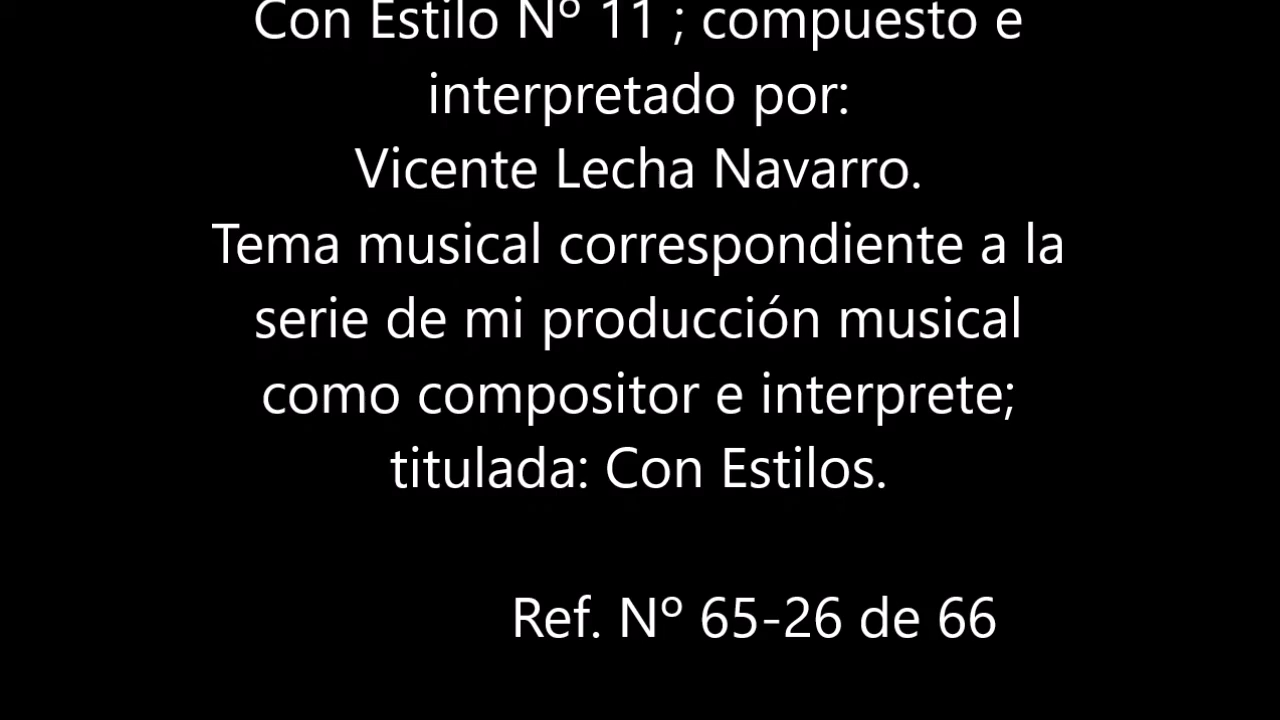 Con Estilo Nº 11 ; compuesto e
interpretado por:
Vicente Lecha Navarro.
Tema musical correspondiente a la
serie de mi producción musical
como compositor e interprete;
titulada: Con Estilos.
Ref. Nº 65-26 de 66